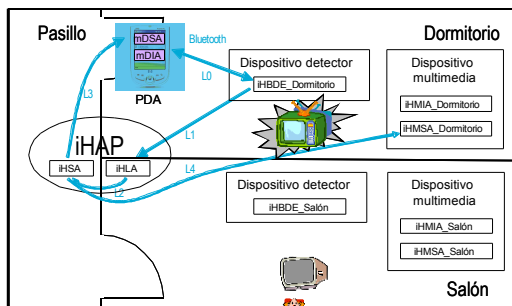 Pasillo
Dormitorio
mDSA
mDIA
Bluetooth
L0
PDA
Dispositivo detector
iHBDE_Dormitorio
Dispositivo
multimedia
iHMIA_Dormitorio
iHMSA_Dormitorio
L3
L1
iHAP
iHSA
iHLA
L2
L4
Dispositivo detector
iHBDE_Salón
Dispositivo
multimedia
iHMIA_Salón
iHMSA_Salón
Salón